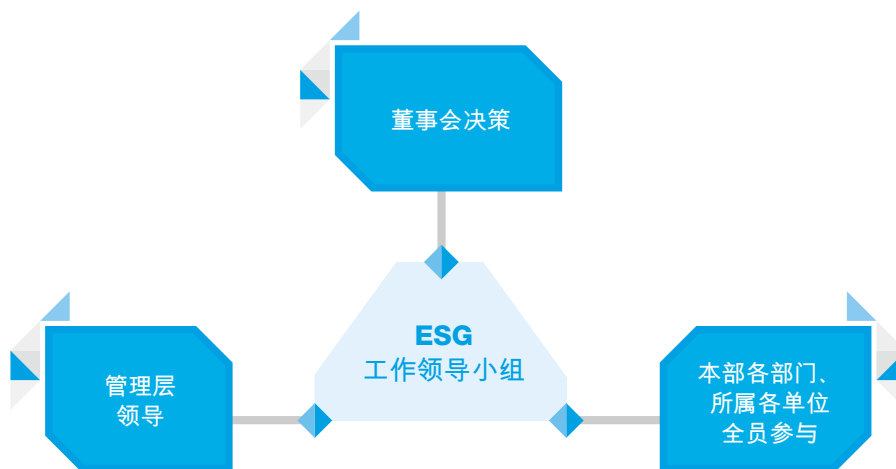 董事会决策
ESG
工作领导小组
管理层
领导
本部各部门、
所属各单位
全员参与